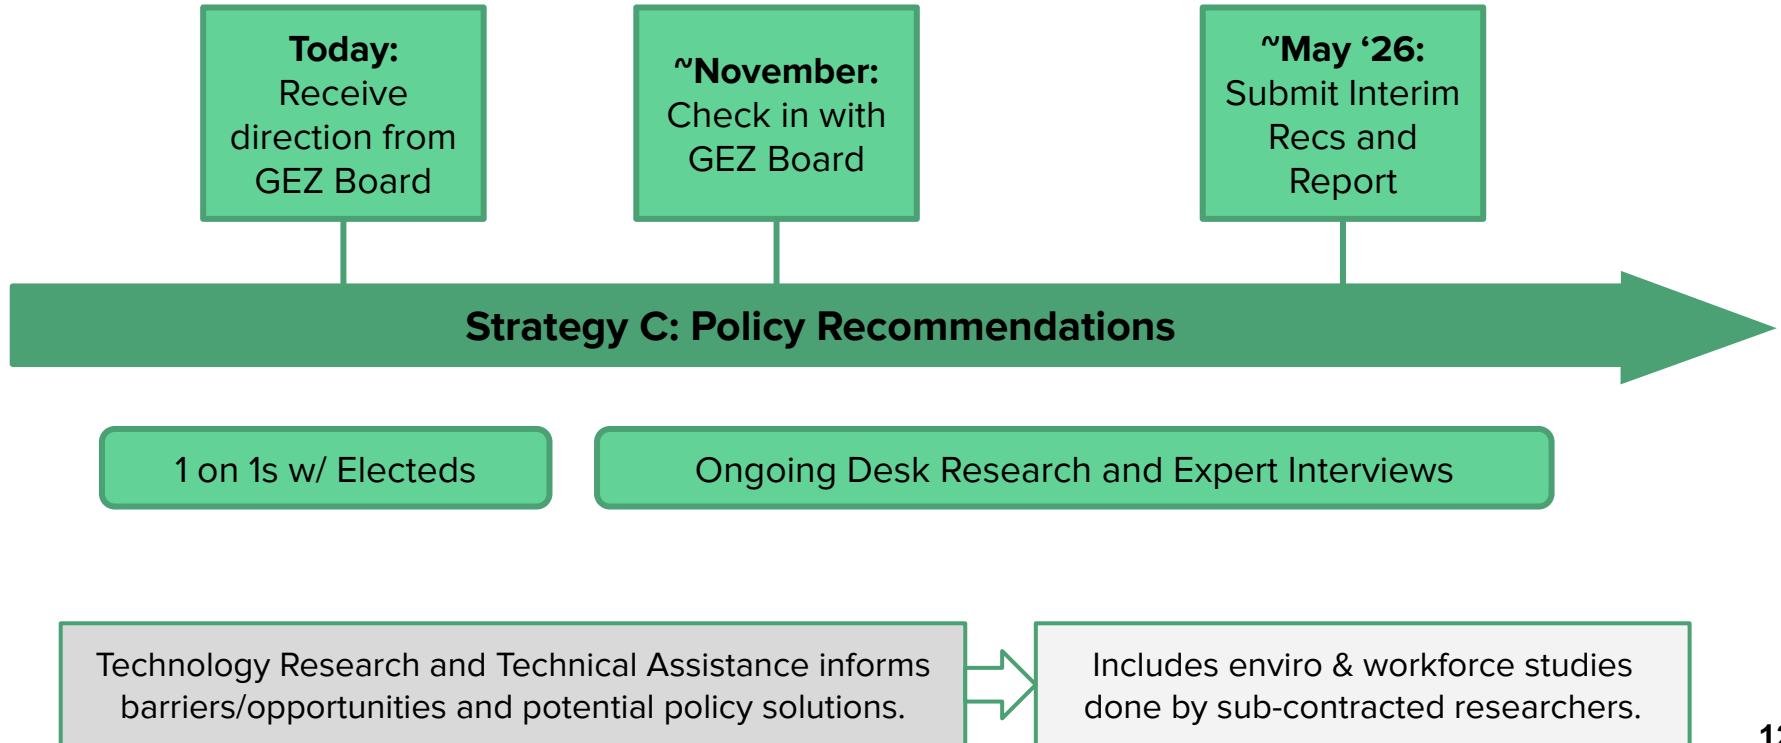 Today:
Receive
direction from
GEZ Board
~November:
Check in with
GEZ Board
~May ‘26:
Submit Interim
Recs and
Report
Strategy C: Policy Recommendations
1 on 1s w/ Electeds
Ongoing Desk Research and Expert Interviews
Technology Research and Technical Assistance informs
barriers/opportunities and potential policy solutions.
Includes enviro & workforce studies
done by sub-contracted researchers.